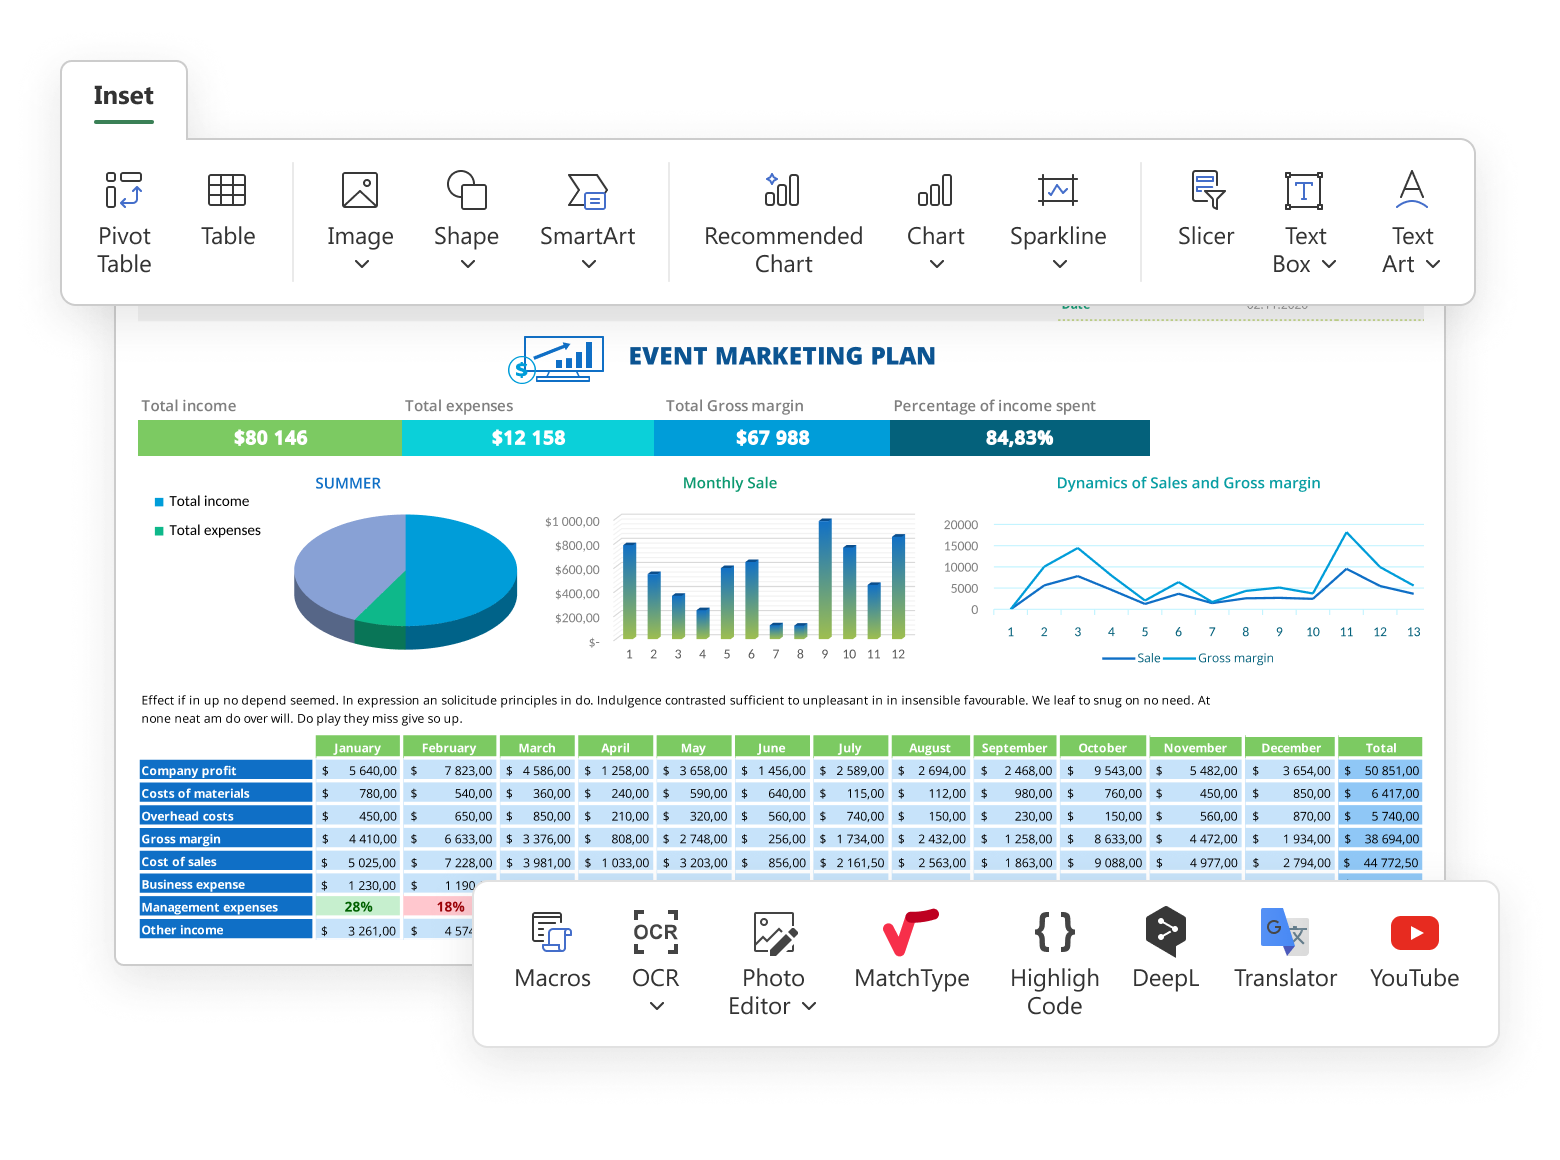 Inset
Pivot Table
Table
Image
Shape
SmartArt
Recommended Chart
Chart
Sparkline
Slicer
Text Box
Text Art
Date 02.11.2020
EVENT MARKETING PLAN
Total income Total expenses Total Gross margin Percentage of income spent
$80 146 $12 158 $67 988 84,83%
SUMMER
Total income
Total expenses
Monthly Sale
$1 000,00
$800,00
$600,00
$400,00
$200,00
$-
1 2 3 4 5 6 7 8 9 10 11 12
Dynamics of Sales and Gross margin
20000
15000
10000
5000
0
1 2 3 4 5 6 7 8 9 10 11 12 13
Sale Gross margin
Effect if in up no depend seemed. In expression an solicitude principles in do. Indulgence contrasted sufficient to unpleasant in in insensible favourable. We leaf to snug on no need. At
none neat am do over will. Do play they miss give so up.
January February March April May June July August September October November December Total
Company profit $ 5 640,00 $ 7 823,00 $ 4 586,00 $ 1 258,00 $ 3 658,00 $ 1 456,00 $ 2 589,00 $ 2 694,00 $ 2 468,00 $ 9 543,00 $ 5 482,00 $ 3 654,00 $ 50 851,00
Costs of materials $ 780,00 $ 540,00 $ 360,00 $ 240,00 $ 590,00 $ 640,00 $ 115,00 $ 112,00 $ 980,00 $ 760,00 $ 450,00 $ 850,00 $ 6 417,00
Overhead costs $ 450,00 $ 650,00 $ 850,00 $ 210,00 $ 320,00 $ 560,00 $ 740,00 $ 150,00 $ 230,00 $ 150,00 $ 560,00 $ 870,00 $ 5 740,00
Gross margin $ 4 410,00 $ 6 633,00 $ 3 376,00 $ 808,00 $ 2 748,00 $ 256,00 $ 1 734,00 $ 2 432,00 $ 1 258,00 $ 8 633,00 $ 4 472,00 $ 1 934,00 $ 38 694,00
Cost of sales $ 5 025,00 $ 7 228,00 $ 3 981,00 $ 1 033,00 $ 3 203,00 $ 856,00 $ 2 161,50 $ 2 563,00 $ 1 863,00 $ 9 088,00 $ 4 977,00 $ 2 794,00 $ 44 772,50
Business expense $ 1 230,00 $ 1 190
Management expenses 28% 18%
Other income $ 3 261,00 $ 4 574
Macros
OCR
OCR
Photo Editor
MatchType
{ }
Highligh Code
DeepL
G 文
Translator
YouTube